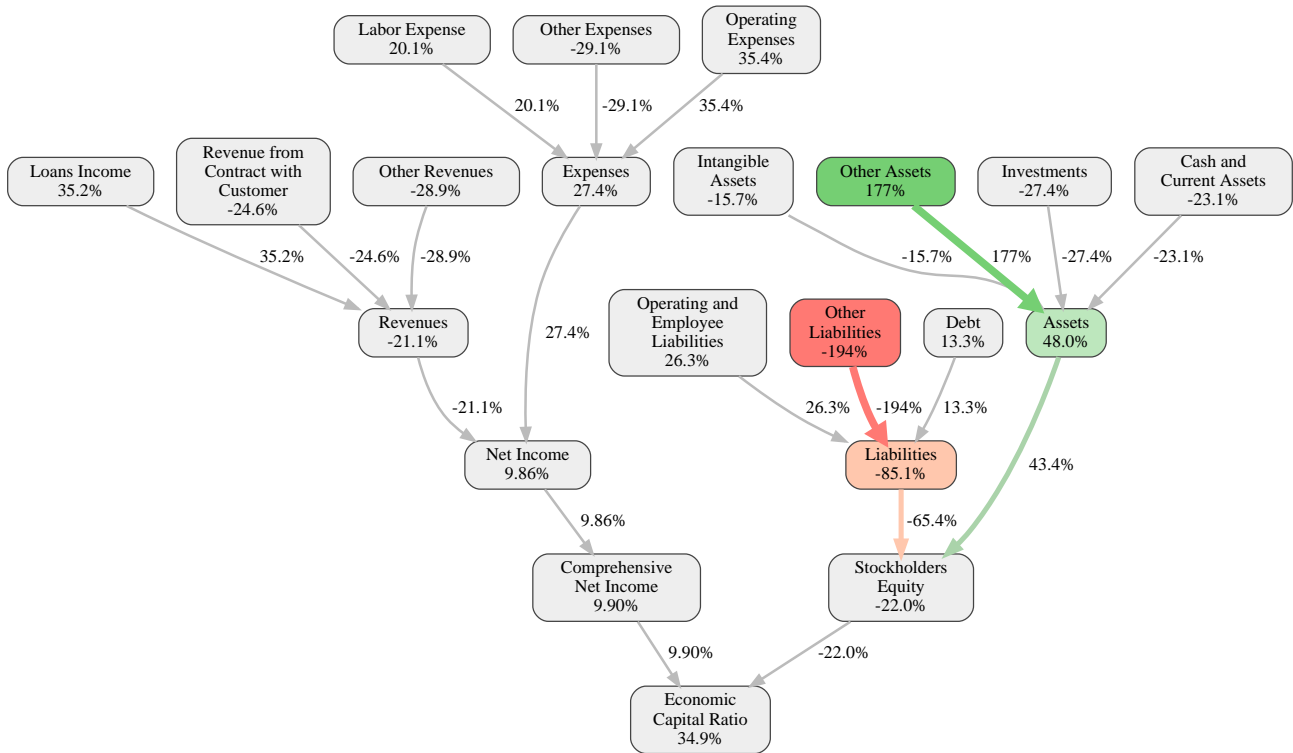 Labor Expense
20.1%
Other Expenses
-29.1%
Operating
Expenses
35.4%
20.1%
-29.1%
35.4%
Loans Income
35.2%
Revenue from
Contract with
Customer
-24.6%
Other Revenues
-28.9%
Expenses
27.4%
Intangible
Assets
-15.7%
Other Assets
177%
Investments
-27.4%
Cash and
Current Assets
-23.1%
35.2%
-24.6%
-28.9%
-15.7%
177%
-27.4%
-23.1%
Revenues
-21.1%
27.4%
Operating and
Employee
Liabilities
26.3%
Other
Liabilities
-194%
Debt
13.3%
Assets
48.0%
-21.1%
26.3%
-194%
13.3%
Net Income
9.86%
Liabilities
-85.1%
43.4%
9.86%
-65.4%
Comprehensive
Net Income
9.90%
Stockholders
Equity
-22.0%
9.90%
-22.0%
Economic
Capital Ratio
34.9%